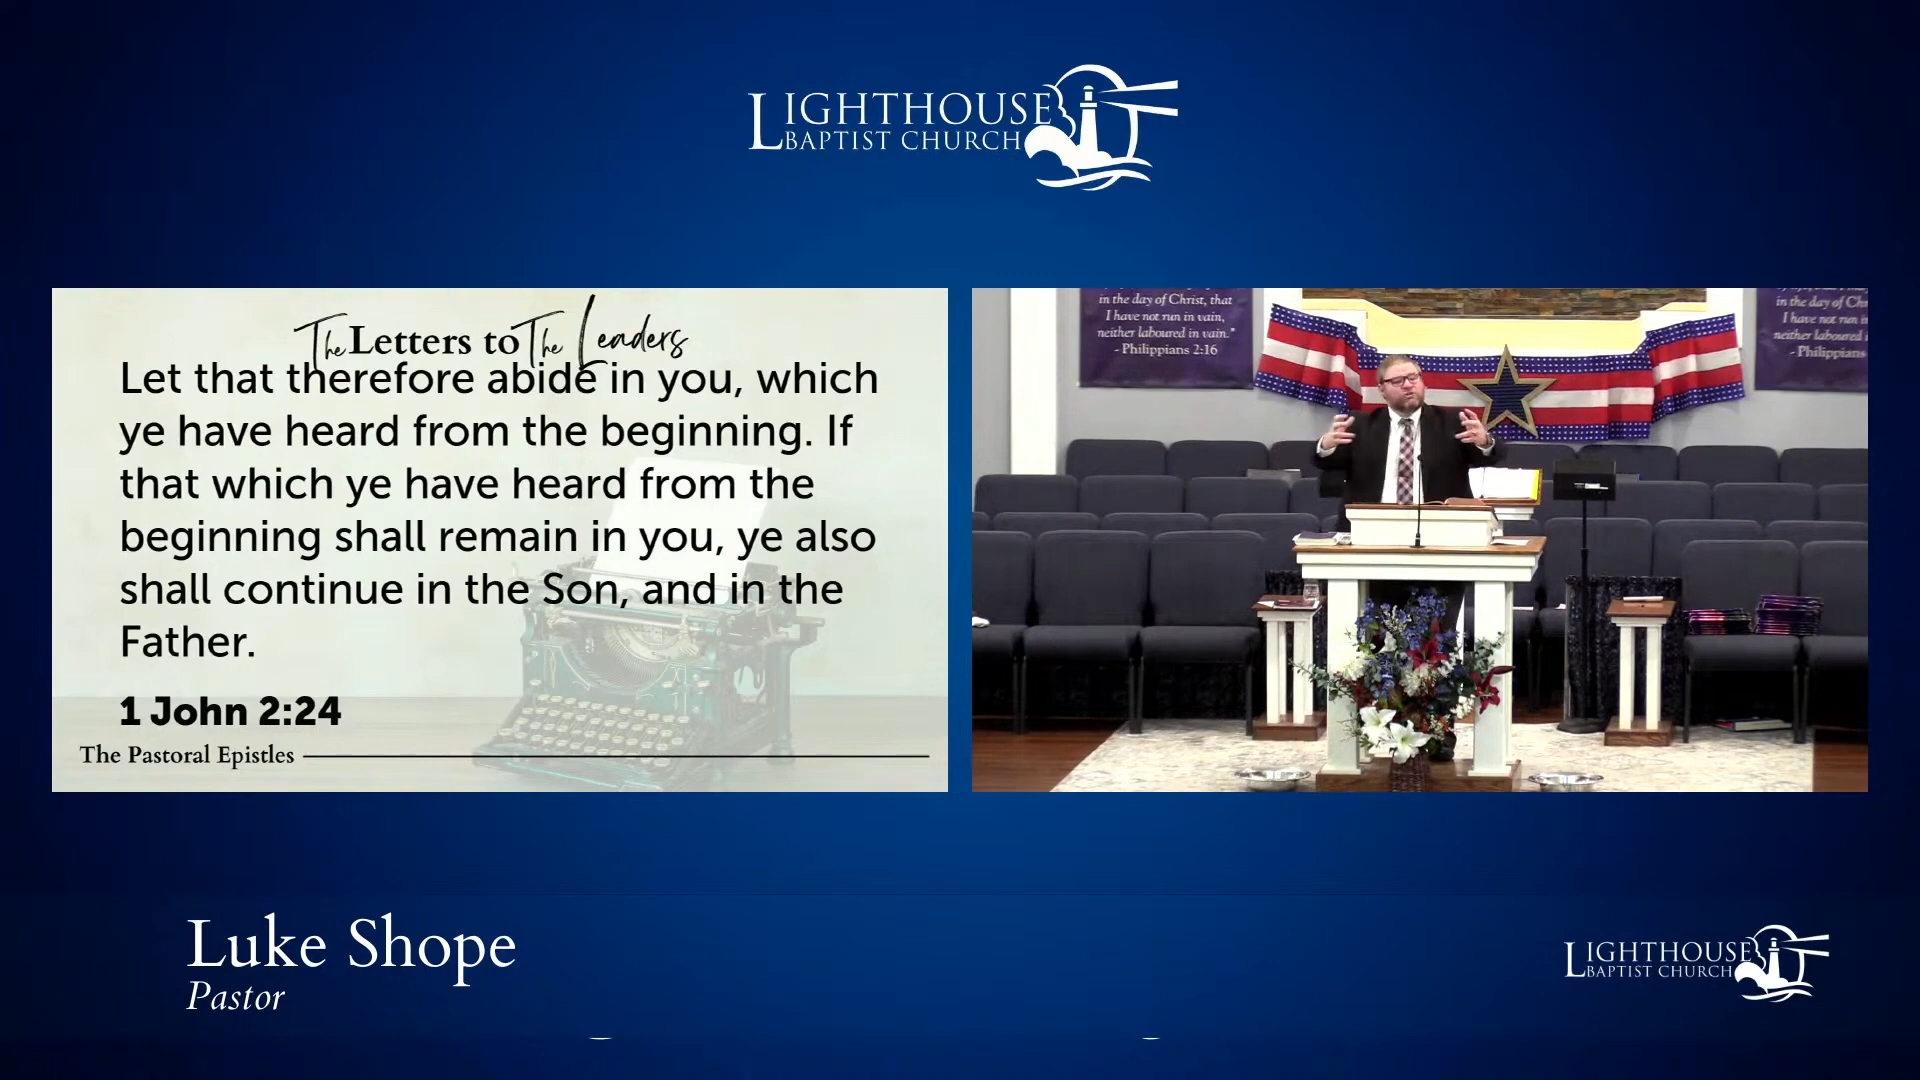 LIGHTHOUSE
BAPTIST CHURCH
The Letters to The Leaders
Let that therefore abide in you, which
ye have heard from the beginning. If
that which ye have heard from the
beginning shall remain in you, ye also
shall continue in the Son, and in the
Father.
1 John 2:24
The Pastoral Epistles
in the day of Christ, that
I have not run in vain,
neither laboured in vain."
- Philippians 2:16
in the day of
I have not run
neither laboured
- Philippians
Luke Shope
Pastor
LIGHTHOUSE
BAPTIST CHURCH